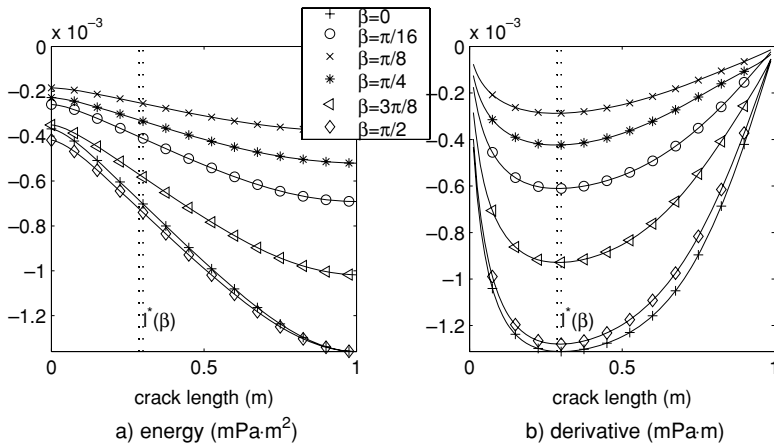 x 10⁻³
x 10⁻³
β=0
β=π/16
β=π/8
β=π/4
β=3π/8
β=π/2
0
−0.2
−0.4
−0.6
−0.8
−1
−1.2
l*(β)
0
0.5
1
crack length (m)
a) energy (mPa·m²)
0
−0.2
−0.4
−0.6
−0.8
−1
−1.2
l*(β)
0
0.5
1
crack length (m)
b) derivative (mPa·m)